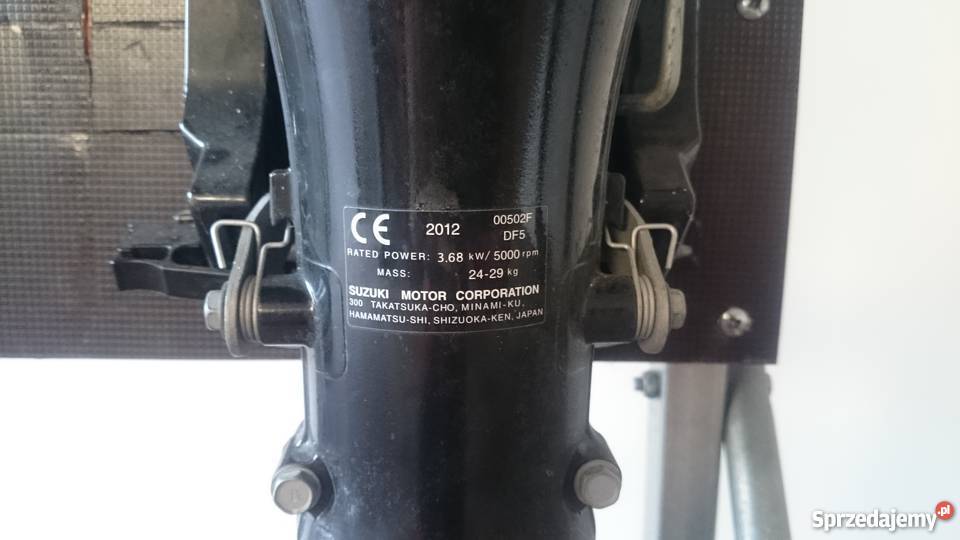 CE 2012 00502F
DF5
RATED POWER: 3.68 kW/ 5000 rpm
MASS: 24-29 kg
SUZUKI MOTOR CORPORATION
300 TAKATSUKA-CHO, MINAMI-KU,
HAMAMATSU-SHI, SHIZUOKA-KEN, JAPAN
Sprzedajemy.pl